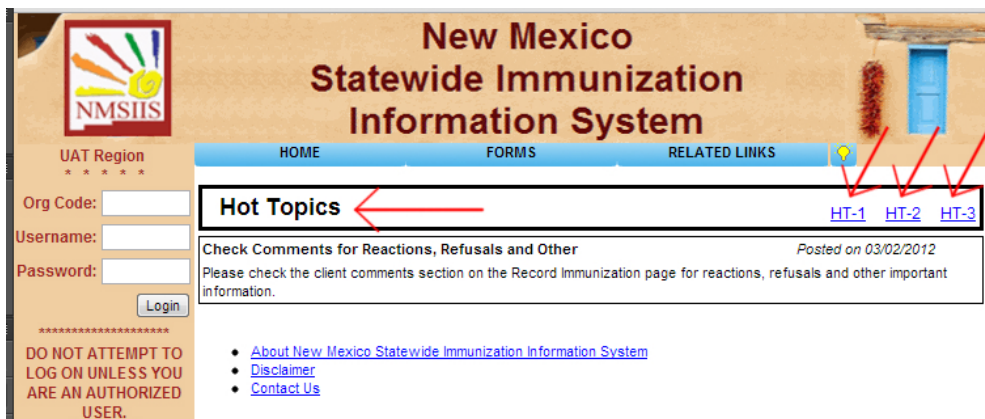 New Mexico
Statewide Immunization
Information System
NMSIIS
UAT Region
* * * * *
HOME FORMS RELATED LINKS
Org Code:
Username:
Password:
Login
********************
DO NOT ATTEMPT TO
LOG ON UNLESS YOU
ARE AN AUTHORIZED
USER.
Hot Topics
HT-1 HT-2 HT-3
Check Comments for Reactions, Refusals and Other Posted on 03/02/2012
Please check the client comments section on the Record Immunization page for reactions, refusals and other important
information.
About New Mexico Statewide Immunization Information System
Disclaimer
Contact Us